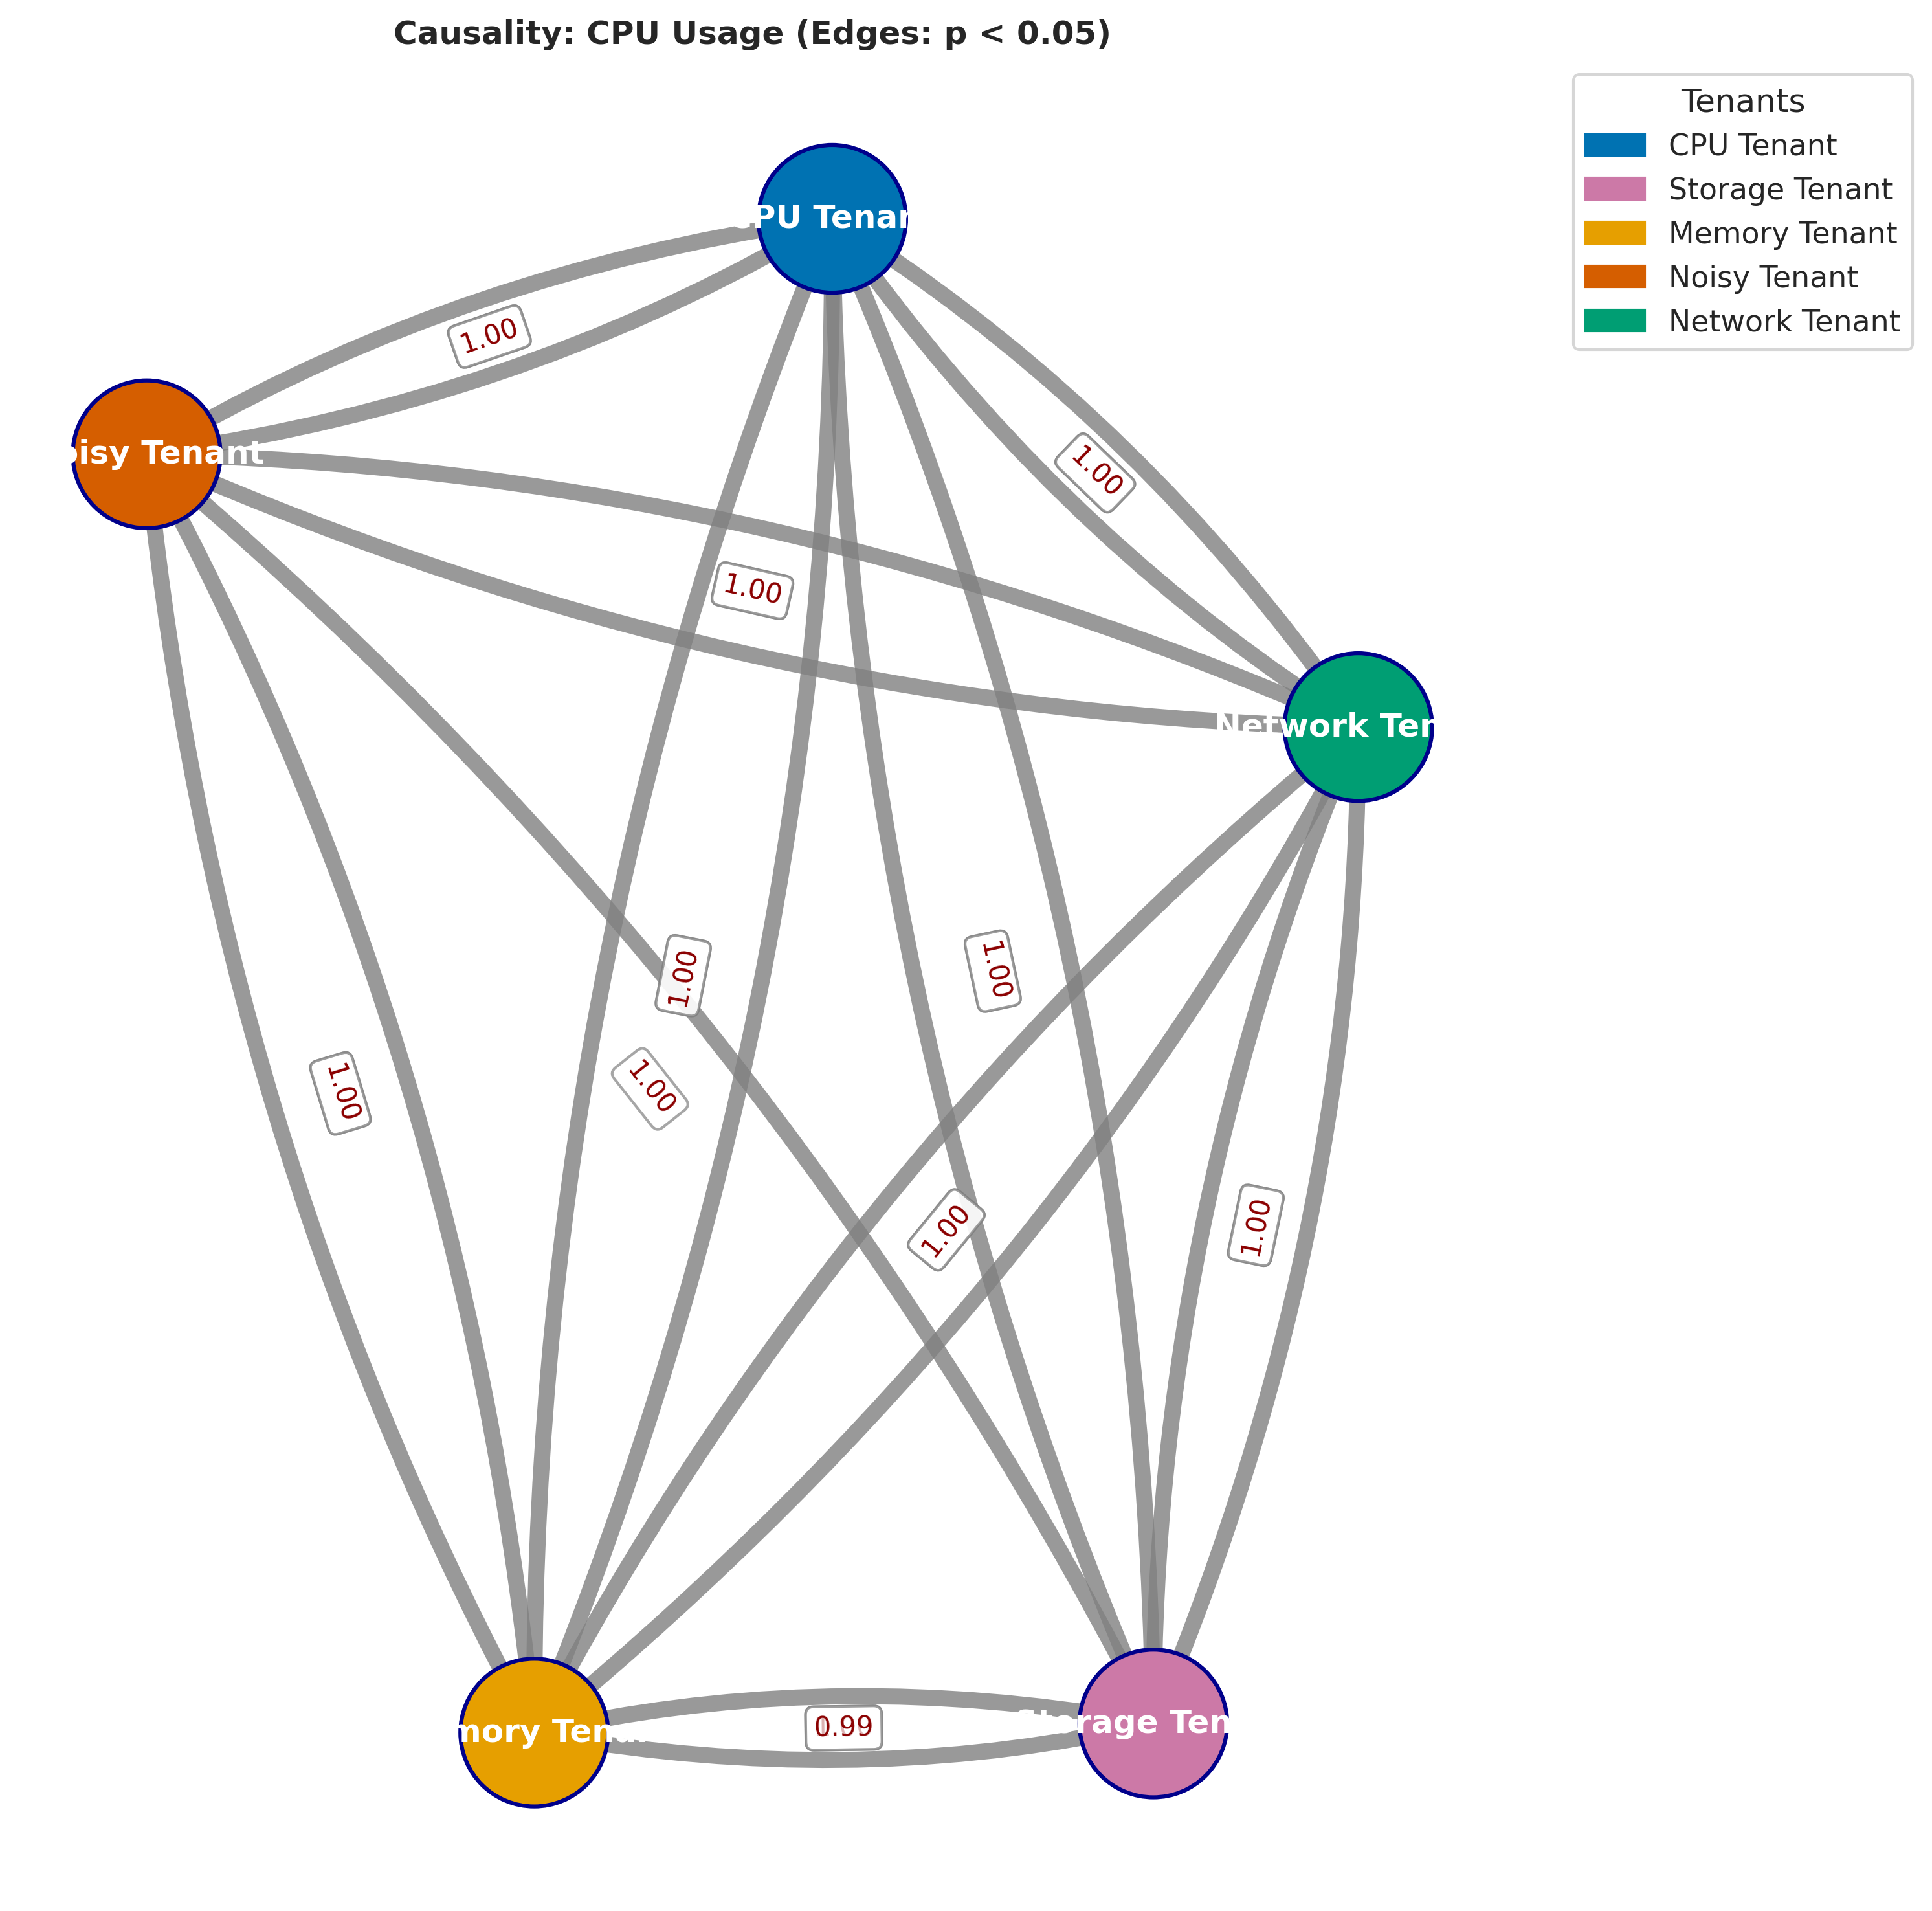 Causality: CPU Usage (Edges: p < 0.05)
Tenants
CPU Tenant
Storage Tenant
Memory Tenant
Noisy Tenant
Network Tenant
CPU Tenant
1.00
oisy Tenant
1.00
1.00
Network Ten
1.00
1.00
1.00
1.00
1.00
1.00
0.99
mory Tenan
Storage Ten